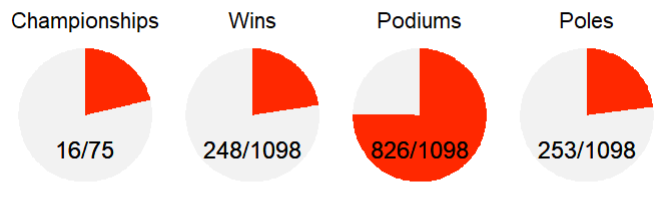 Championships
Wins
Podiums
Poles
16/75
248/1098
826/1098
253/1098